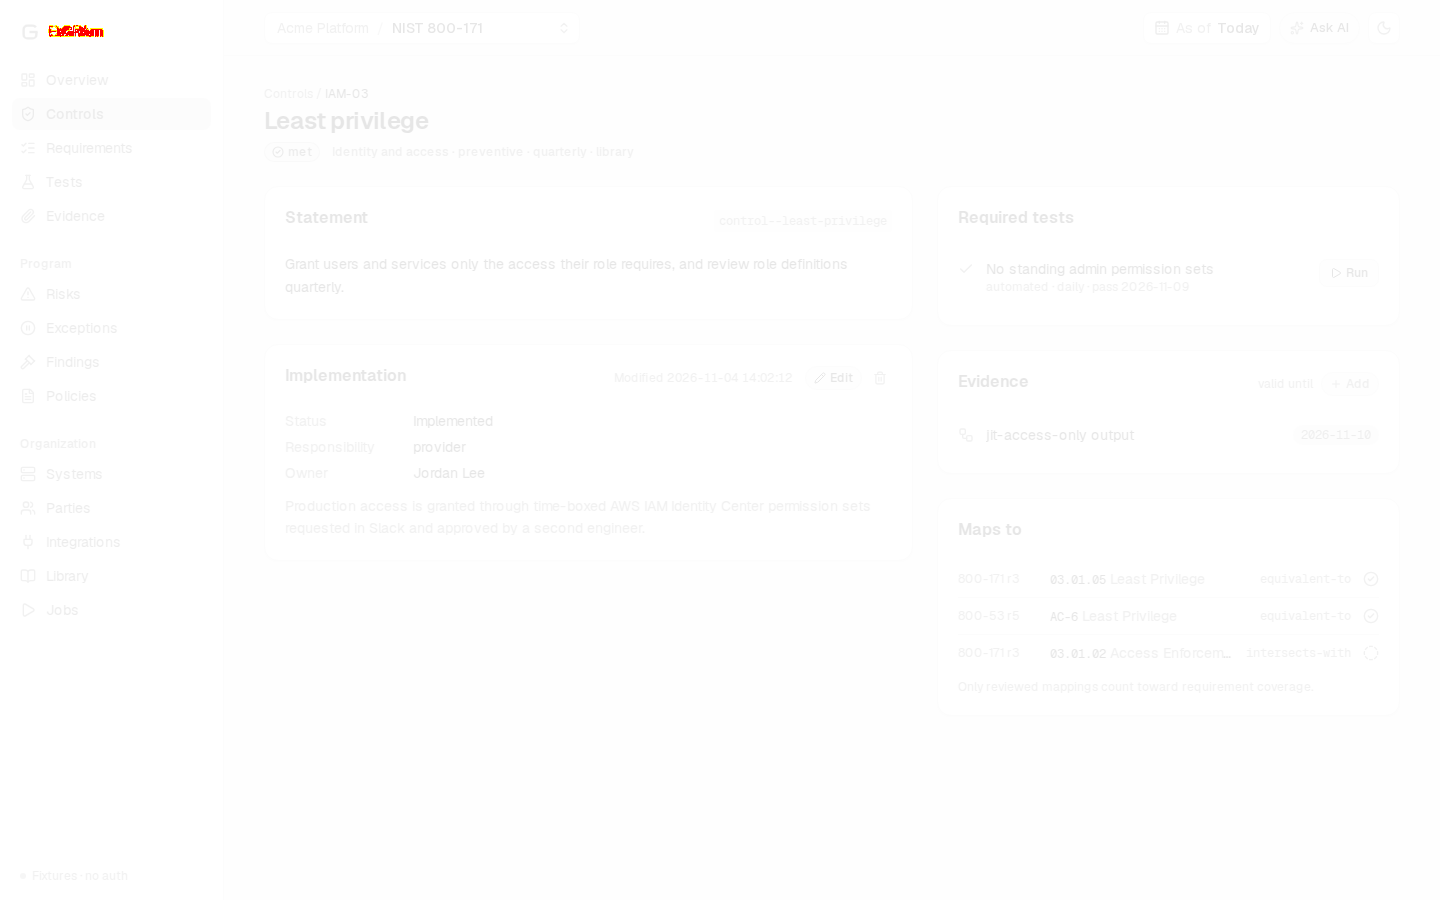 G
Acme Platform / NIST 800-171
As of Today
Ask AI
Overview
Controls
Requirements
Tests
Evidence
Program
Risks
Exceptions
Findings
Policies
Organization
Systems
Parties
Integrations
Library
Jobs
Fixtures · no auth
Controls / IAM-03
Least privilege
met identity and access · preventive · quarterly · library
Statement control--least-privilege
Grant users and services only the access their role requires, and review role definitions
quarterly.
Implementation Modified 2026-11-04 14:02:12 Edit
Status Implemented
Responsibility provider
Owner Jordan Lee
Production access is granted through time-boxed AWS IAM Identity Center permission sets
requested in Slack and approved by a second engineer.
Required tests
No standing admin permission sets Run
automated · daily · pass 2026-11-09
Evidence valid until + Add
jit-access-only output 2026-11-10
Maps to
800-171 r3 03.01.05 Least Privilege equivalent-to
800-53 r5 AC-6 Least Privilege equivalent-to
800-171 r3 03.01.02 Access Enforcem… intersects-with
Only reviewed mappings count toward requirement coverage.